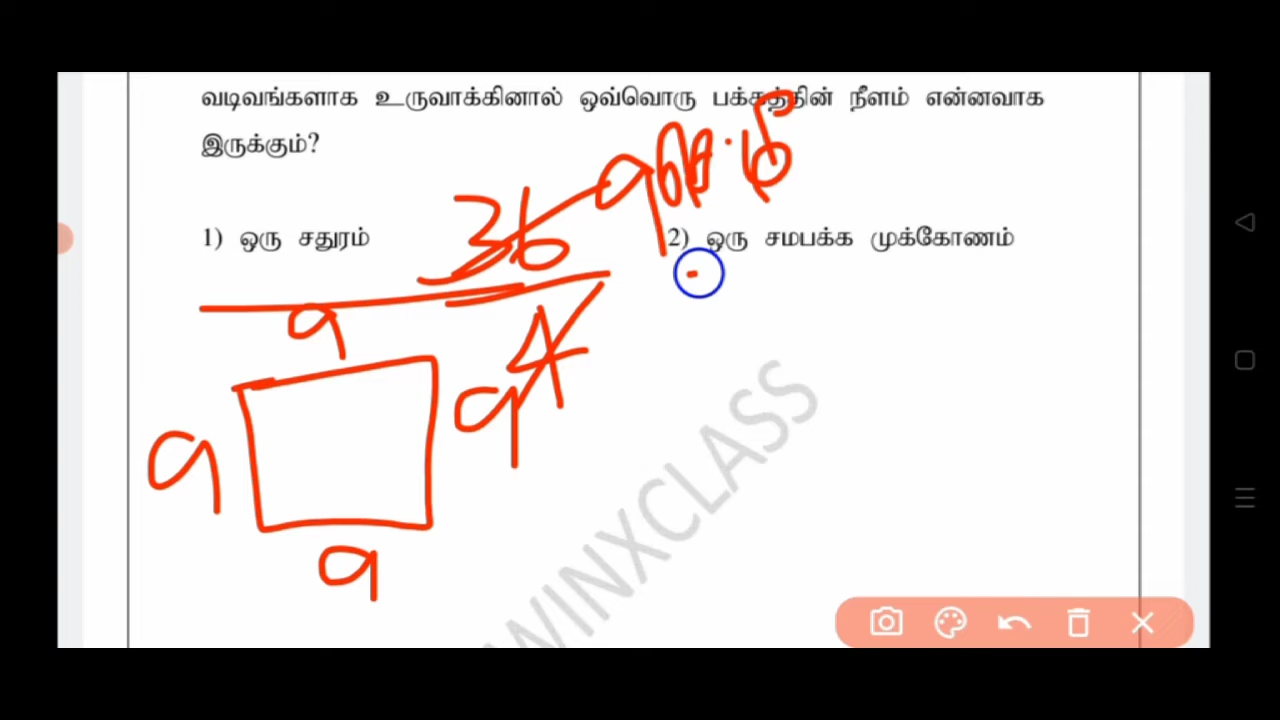 வடிவங்களாக உருவாக்கினால் ஒவ்வொரு பக்கத்தின் நீளம் என்னவாக
இருக்கும்?
36 9 செ.மீ
1) ஒரு சதுரம் 2) ஒரு சமபக்க முக்கோணம்
9
4
9 9
9
WINXCLASS